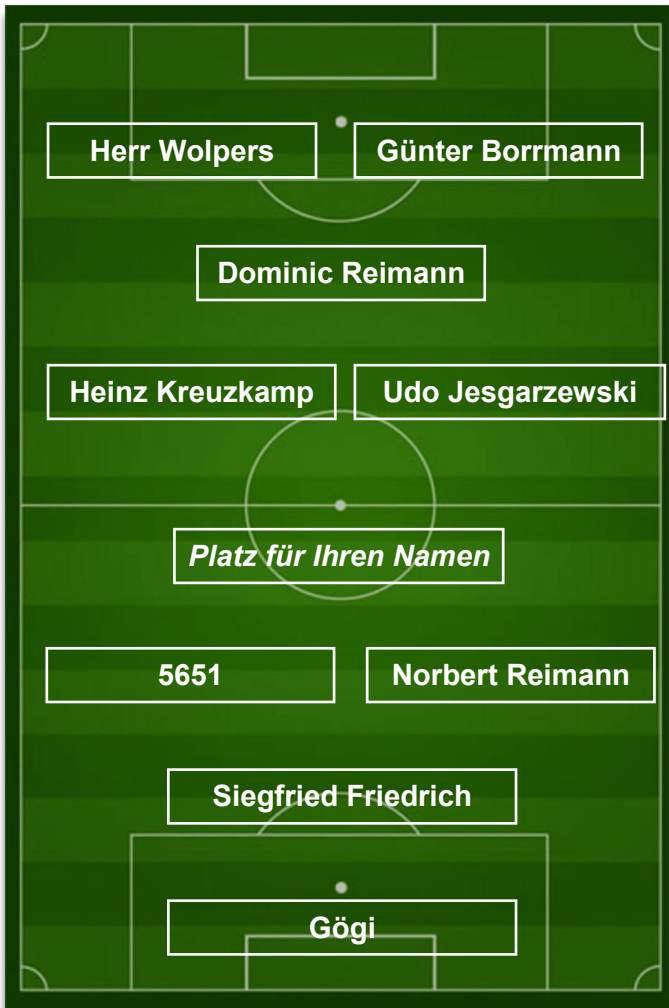 Herr Wolpers
Günter Borrmann
Dominic Reimann
Heinz Kreuzkamp
Udo Jesgarzewski
Platz für Ihren Namen
5651
Norbert Reimann
Siegfried Friedrich
Gögi